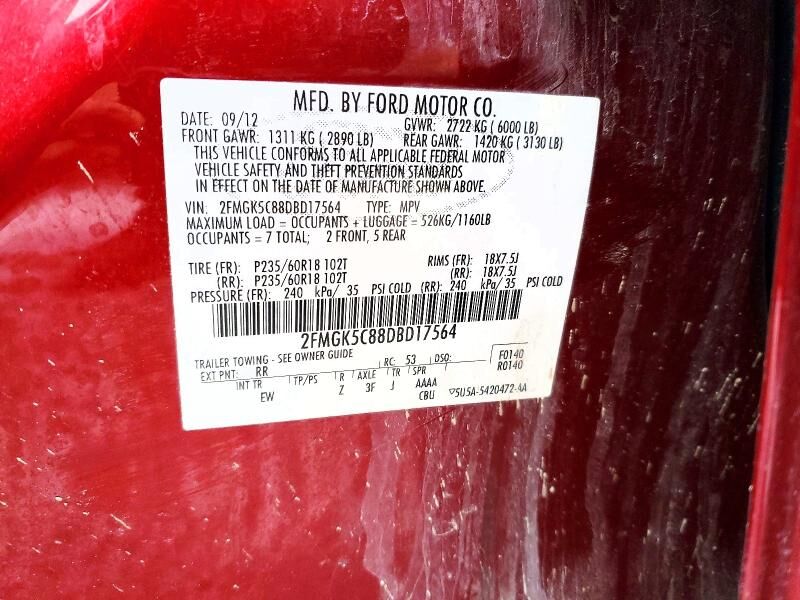 MFD. BY FORD MOTOR CO.
DATE: 09/12 GVWR: 2722 KG ( 6000 LB)
FRONT GAWR: 1311 KG ( 2890 LB) REAR GAWR: 1420 KG ( 3130 LB)
THIS VEHICLE CONFORMS TO ALL APPLICABLE FEDERAL MOTOR
VEHICLE SAFETY AND THEFT PREVENTION STANDARDS
IN EFFECT ON THE DATE OF MANUFACTURE SHOWN ABOVE.
VIN: 2FMGK5C88DBD17564 TYPE: MPV
MAXIMUM LOAD = OCCUPANTS + LUGGAGE = 526KG/1160LB
OCCUPANTS = 7 TOTAL; 2 FRONT, 5 REAR
TIRE (FR): P235/60R18 102T RIMS (FR): 18X7.5J
(RR): P235/60R18 102T (RR): 18X7.5J
PRESSURE (FR): 240 kPa/ 35 PSI COLD (RR): 240 kPa/ 35 PSI COLD
2FMGK5C88DBD17564
TRAILER TOWING - SEE OWNER GUIDE F0140
EXT PNT: RR RC: 53 DSO: R0140
INT TR TP/PS R AXLE TR SPR
EW Z 3F J AAAA
CBU 5U5A-5420472-AA